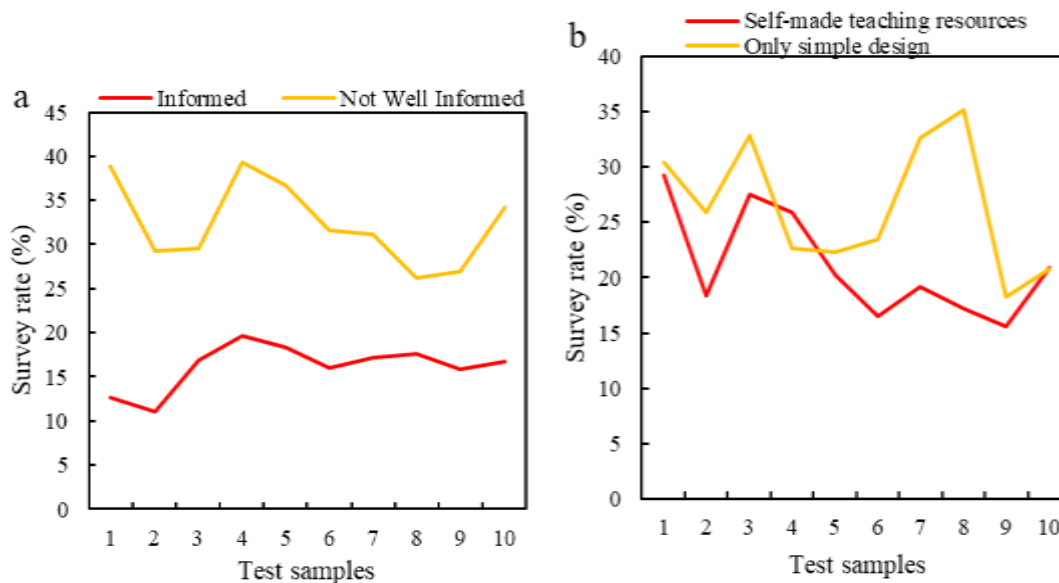 a
Informed Not Well Informed
45
40
35
30
25
20
15
10
5
0
Survey rate (%)
1 2 3 4 5 6 7 8 9 10
Test samples
b
Self-made teaching resources
Only simple design
40
35
30
25
20
15
10
5
0
Survey rate (%)
1 2 3 4 5 6 7 8 9 10
Test samples